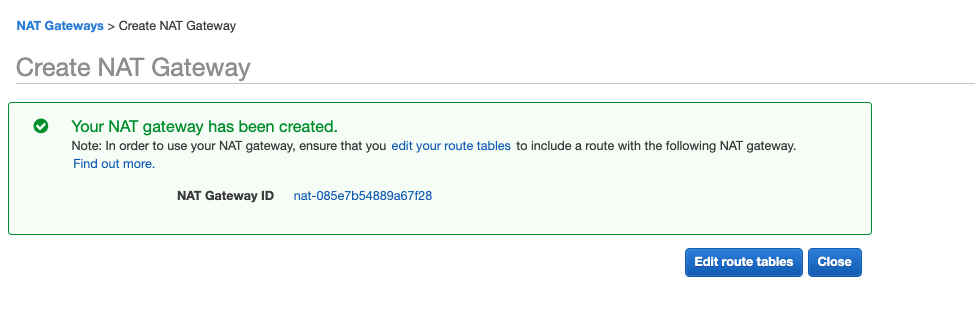 NAT Gateways > Create NAT Gateway
Create NAT Gateway
Your NAT gateway has been created.
Note: In order to use your NAT gateway, ensure that you edit your route tables to include a route with the following NAT gateway.
Find out more.
NAT Gateway ID nat-085e7b54889a67f28
Edit route tables Close